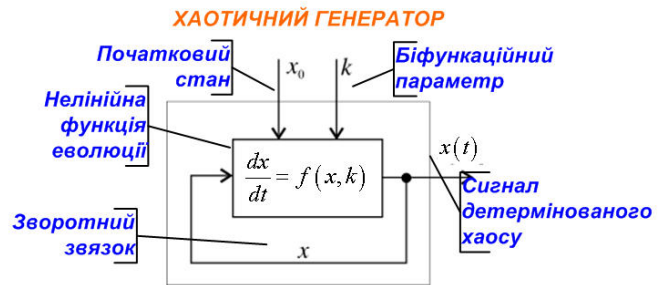 ХАОТИЧНИЙ ГЕНЕРАТОР
Початковий
стан
x₀
k
Біфункаційний
параметр
Нелінійна
функція
еволюції
dx/dt = f(x,k)
x(t)
Сигнал
детермінованого
хаосу
Зворотний
звязок
x